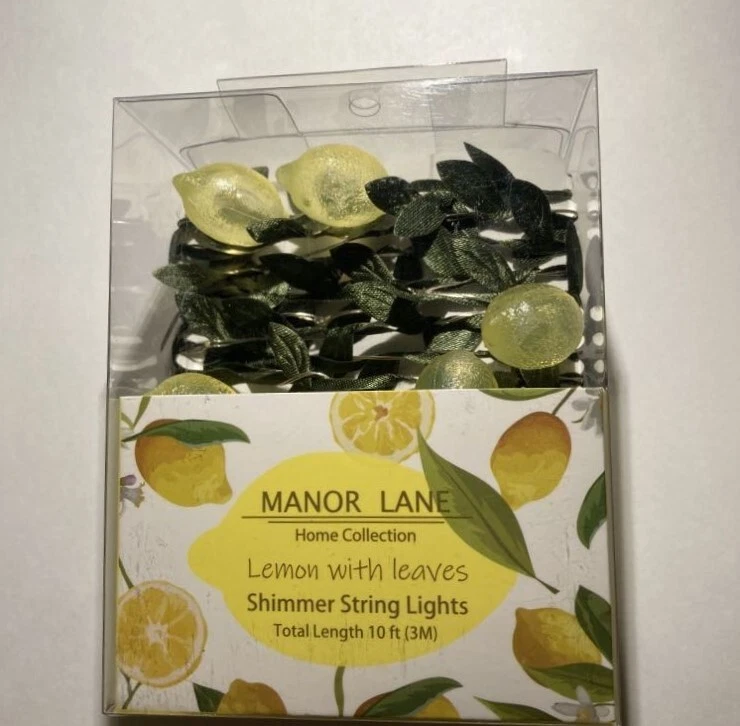 MANOR LANE
Home Collection
Lemon with leaves
Shimmer String Lights
Total Length 10 ft (3M)